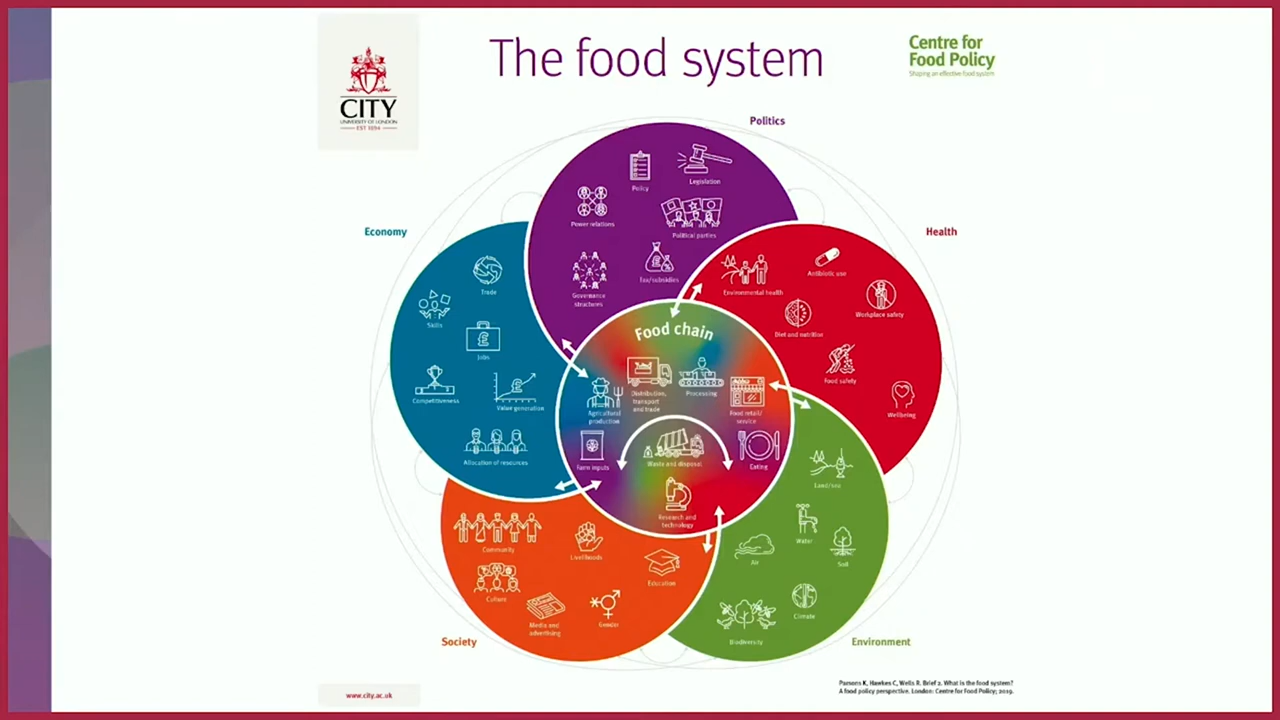 The food system
CITY
UNIVERSITY OF LONDON
EST 1894
Centre for
Food Policy
Shaping an effective food system
Politics
Policy
Legislation
Power relations
Political parties
Tax/subsidies
Governance
structures
Economy
Trade
Skills
Jobs
Competitiveness
Value generation
Allocation of resources
Health
Environmental health
Antibiotic use
Workplace safety
Diet and nutrition
Food safety
Wellbeing
Food chain
Distribution,
transport
and trade
Processing
Agricultural
production
Food retail/
service
Farm inputs
Waste and disposal
Eating
Research and
technology
Society
Community
Livelihoods
Education
Culture
Media and
advertising
Gender
Environment
Land/sea
Water
Soil
Air
Climate
Biodiversity
www.city.ac.uk
Parsons K, Hawkes C, Wells R. Brief 2. What is the food system?
A food policy perspective. London: Centre for Food Policy; 2019.